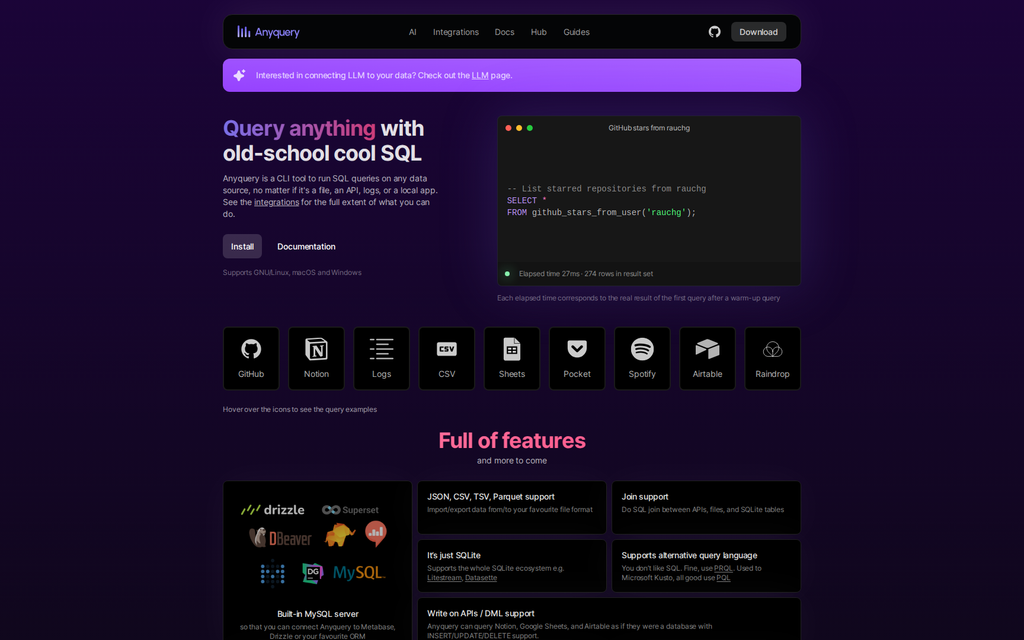 Anyquery
AI Integrations Docs Hub Guides
Download
Interested in connecting LLM to your data? Check out the LLM page.
Query anything with
old-school cool SQL
Anyquery is a CLI tool to run SQL queries on any data
source, no matter if it's a file, an API, logs, or a local app.
See the integrations for the full extent of what you can
do.
Install
Documentation
Supports GNU/Linux, macOS and Windows
GitHub stars from rauchg
-- List starred repositories from rauchg
SELECT *
FROM github_stars_from_user('rauchg');
Elapsed time 27ms · 274 rows in result set
Each elapsed time corresponds to the real result of the first query after a warm-up query
GitHub
Notion
Logs
CSV
CSV
Sheets
Pocket
Spotify
Airtable
Raindrop
Hover over the icons to see the query examples
Full of features
and more to come
drizzle
Superset
DBeaver
DG
MySQL
Built-in MySQL server
so that you can connect Anyquery to Metabase,
Drizzle or your favourite ORM
JSON, CSV, TSV, Parquet support
Import/export data from/to your favourite file format
Join support
Do SQL join between APIs, files, and SQLite tables
It's just SQLite
Supports the whole SQLite ecosystem e.g.
Litestream, Datasette
Supports alternative query language
You don't like SQL. Fine, use PRQL. Used to
Microsoft Kusto, all good use PQL
Write on APIs / DML support
Anyquery can query Notion, Google Sheets, and Airtable as if they were a database with
INSERT/UPDATE/DELETE support.